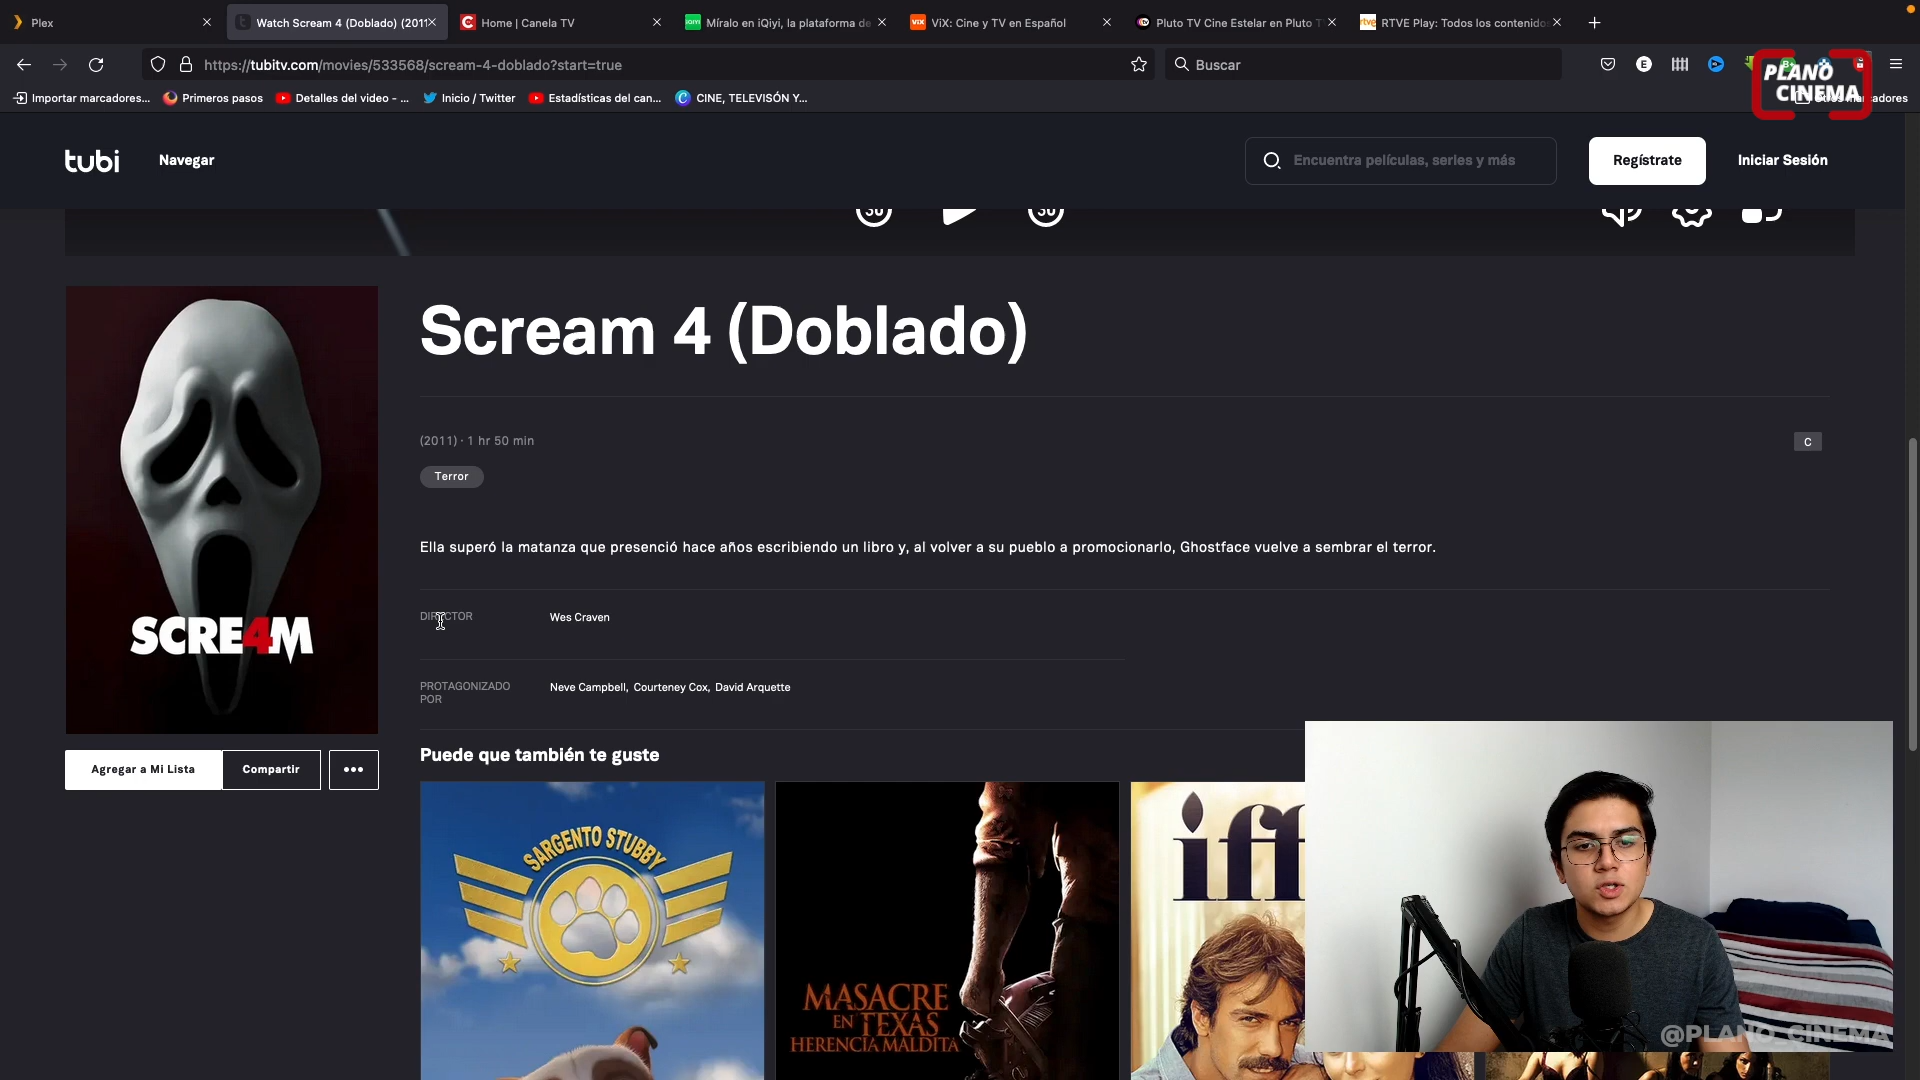 Plex
Watch Scream 4 (Doblado) (2011
Home | Canela TV
Míralo en iQiyi, la plataforma de
ViX: Cine y TV en Español
Pluto TV Cine Estelar en Pluto T
RTVE Play: Todos los contenidos
https://tubitv.com/movies/533568/scream-4-doblado?start=true
Buscar
Importar marcadores...
Primeros pasos
Detalles del video - ...
Inicio / Twitter
Estadísticas del can...
CINE, TELEVISÓN Y...
PLANO
CINEMA
tubi
Navegar
Encuentra películas, series y más
Regístrate
Iniciar Sesión
30
30
Scream 4 (Doblado)
(2011) · 1 hr 50 min
C
Terror
Ella superó la matanza que presenció hace años escribiendo un libro y, al volver a su pueblo a promocionarlo, Ghostface vuelve a sembrar el terror.
DIRECTOR
Wes Craven
SCRE4M
PROTAGONIZADO
POR
Neve Campbell, Courteney Cox, David Arquette
Puede que también te guste
Agregar a Mi Lista
Compartir
SARGENTO STUBBY
MASACRE
EN TEXAS
HERENCIA MALDITA
@PLANO_CINEMA